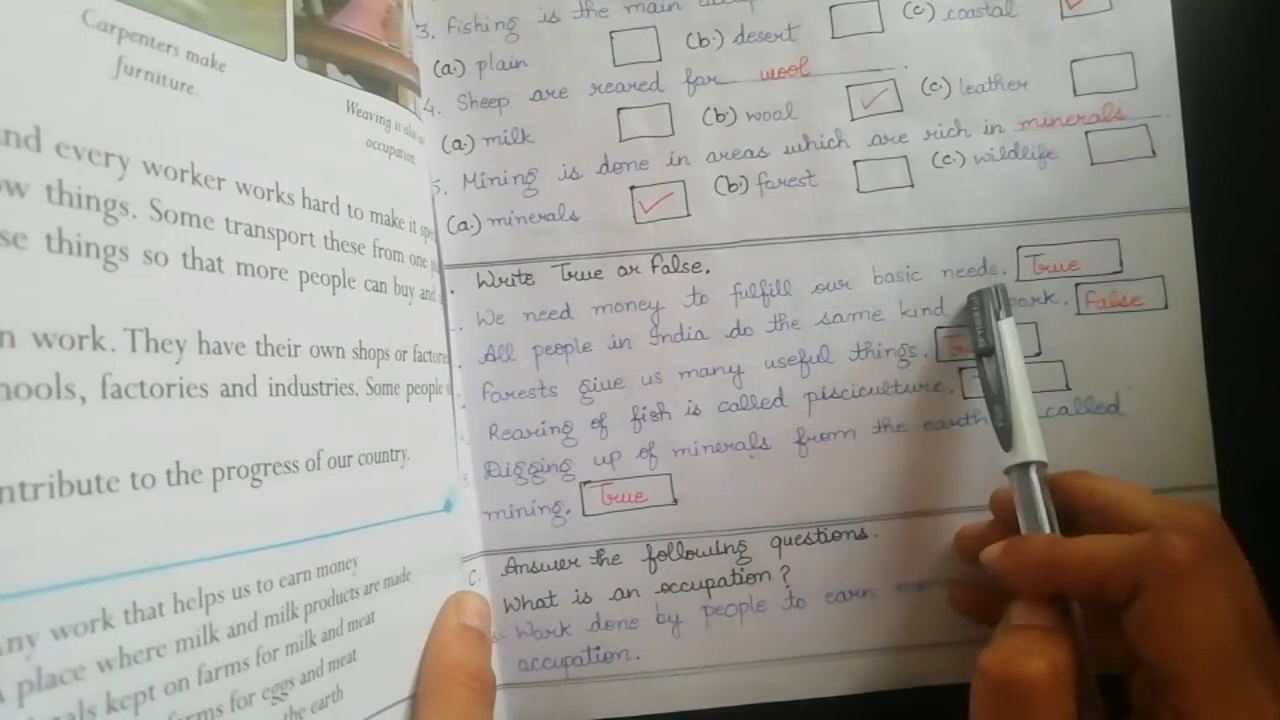 Carpenters make
furniture.
Weaving is also
occupation
nd every worker works hard to make it
ow things. Some transport these from one
se things so that more people can buy and
n work. They have their own shops or
hools, factories and industries. Some people
ntribute to the progress of our country.
ny work that helps us to earn money
place where milk and milk products are made
als kept on farms for milk and meat
rms for eggs and meat
the earth
3. Fishing is the main
(a.) plain (b.) desert (c.) coastal
4. Sheep are reared for wool.
(a.) milk (b.) wool (c.) leather
5. Mining is done in areas which are rich in minerals
(a.) minerals (b.) forest (c.) wildlife
Write True or False.
We need money to fulfill our basic needs. True
All people in India do the same kind work. False
Forests give us many useful things.
Rearing of fish is called pisciculture.
Digging up of minerals from the earth called
mining. True
C. Answer the following questions.
What is an occupation?
Work done by people to earn
occupation.